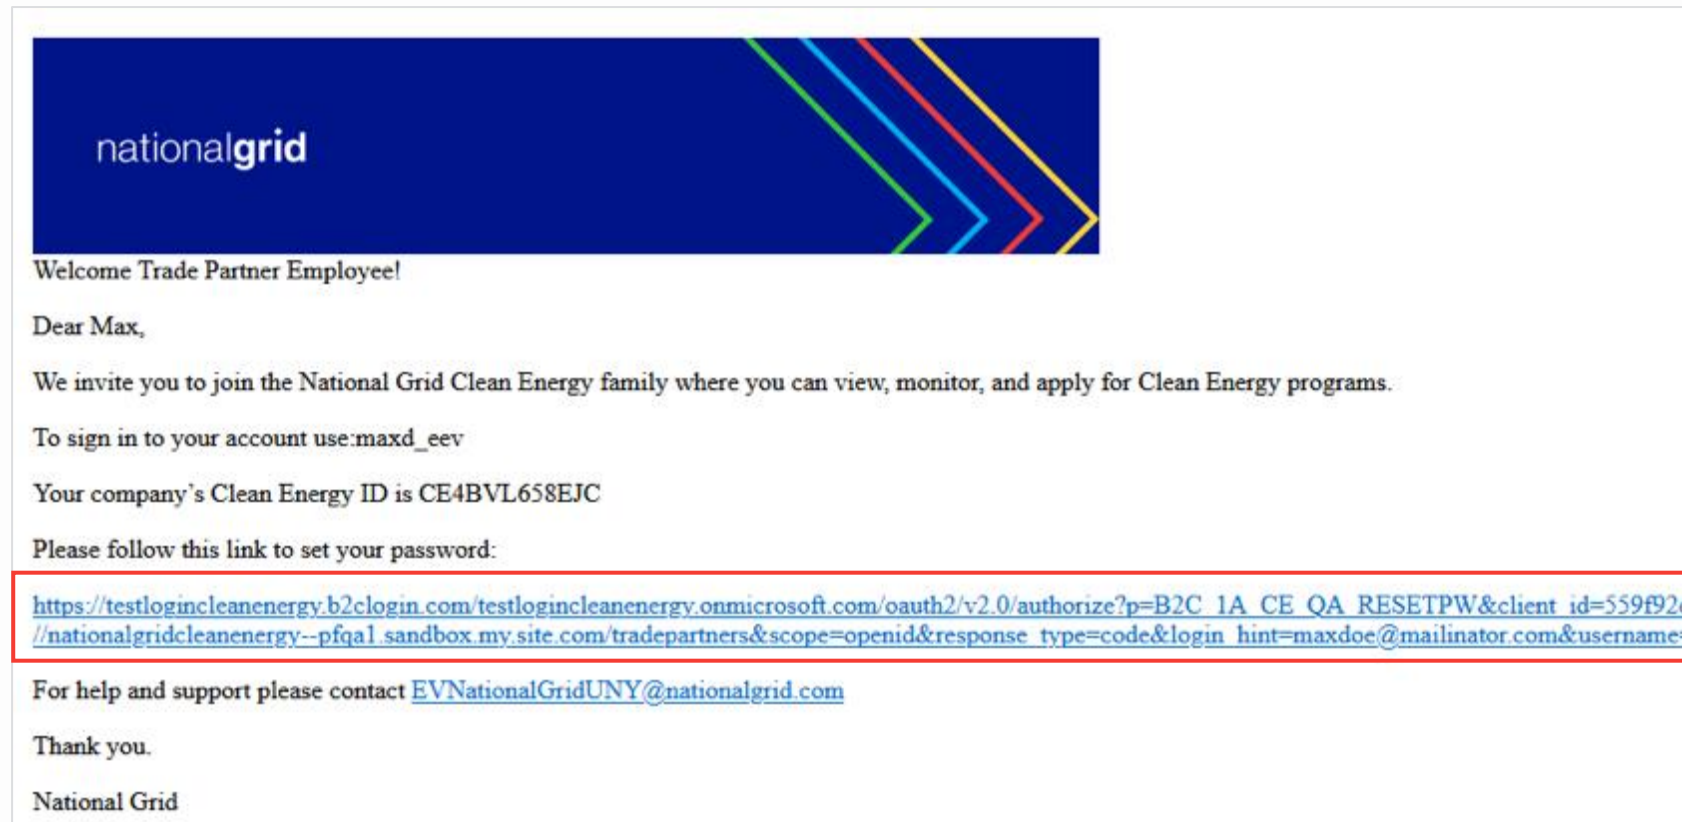 nationalgrid
Welcome Trade Partner Employee!
Dear Max,
We invite you to join the National Grid Clean Energy family where you can view, monitor, and apply for Clean Energy programs.
To sign in to your account use:maxd_eev
Your company's Clean Energy ID is CE4BVL658EJC
Please follow this link to set your password:
https://testlogincleanenergy.b2clogin.com/testlogincleanenergy.onmicrosoft.com/oauth2/v2.0/authorize?p=B2C_1A_CE_QA_RESETPW&client_id=559f92
//nationalgridcleanenergy--pfqa1.sandbox.my.site.com/tradepartners&scope=openid&response_type=code&login_hint=maxdoe@mailinator.com&username=
For help and support please contact EVNationalGridUNY@nationalgrid.com
Thank you.
National Grid